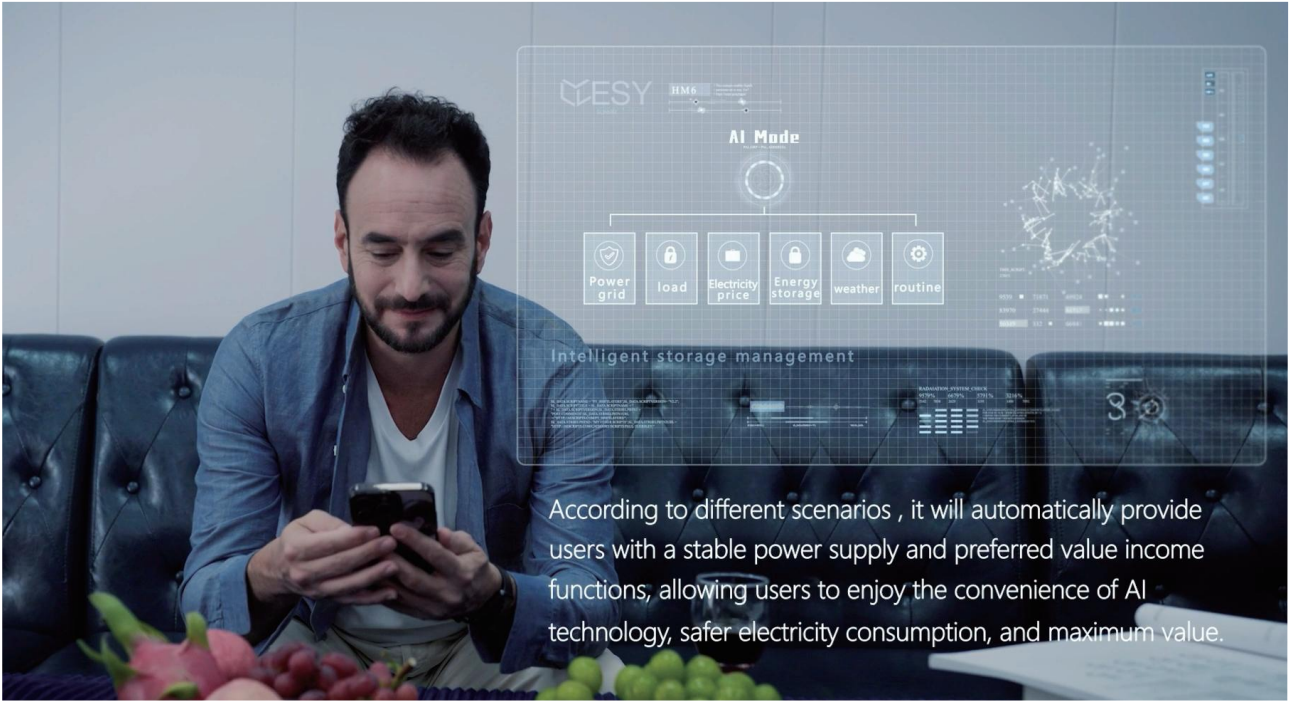 ESY
HM6
AI Mode
Power
grid
load
Electricity
price
Energy
storage
weather
routine
Intelligent storage management
RADAIATION_SYSTEM_CHECK
According to different scenarios , it will automatically provide
users with a stable power supply and preferred value income
functions, allowing users to enjoy the convenience of AI
technology, safer electricity consumption, and maximum value.